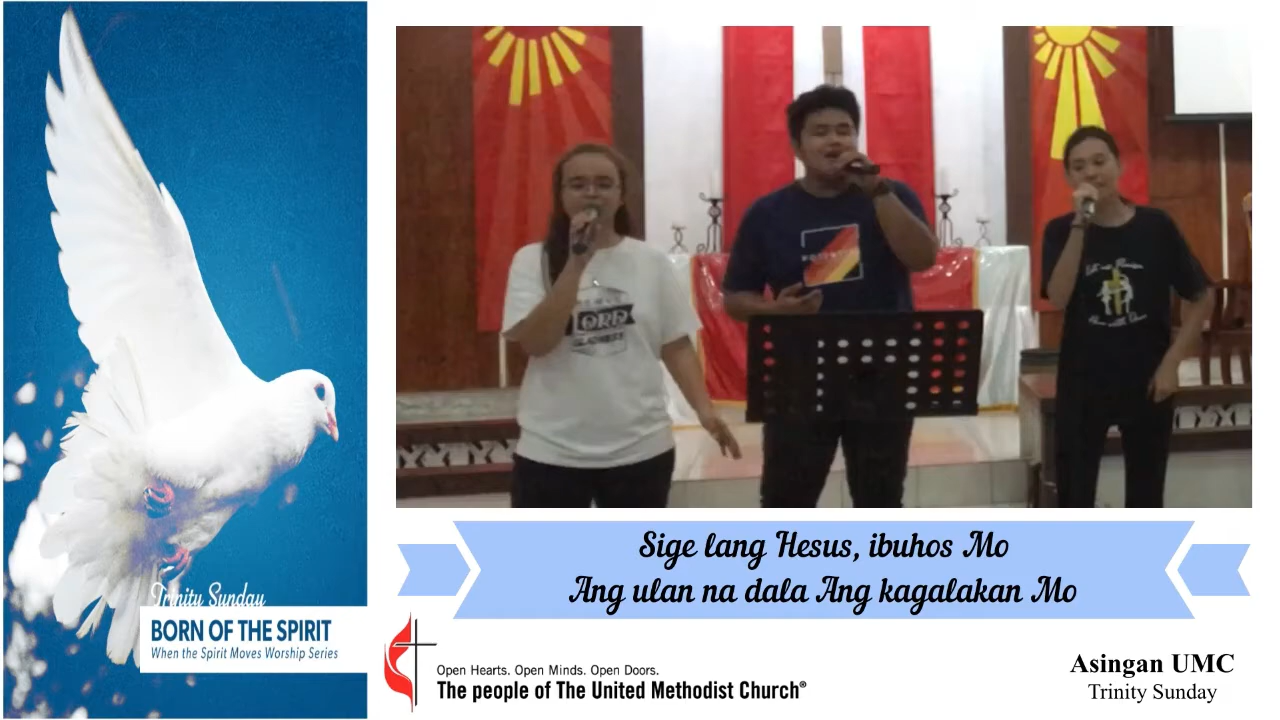 Trinity Sunday
BORN OF THE SPIRIT
When the Spirit Moves Worship Series
LORD
Sige lang Hesus, ibuhos Mo
Ang ulan na dala Ang kagalakan Mo
Open Hearts. Open Minds. Open Doors.
The people of The United Methodist Church®
Asingan UMC
Trinity Sunday